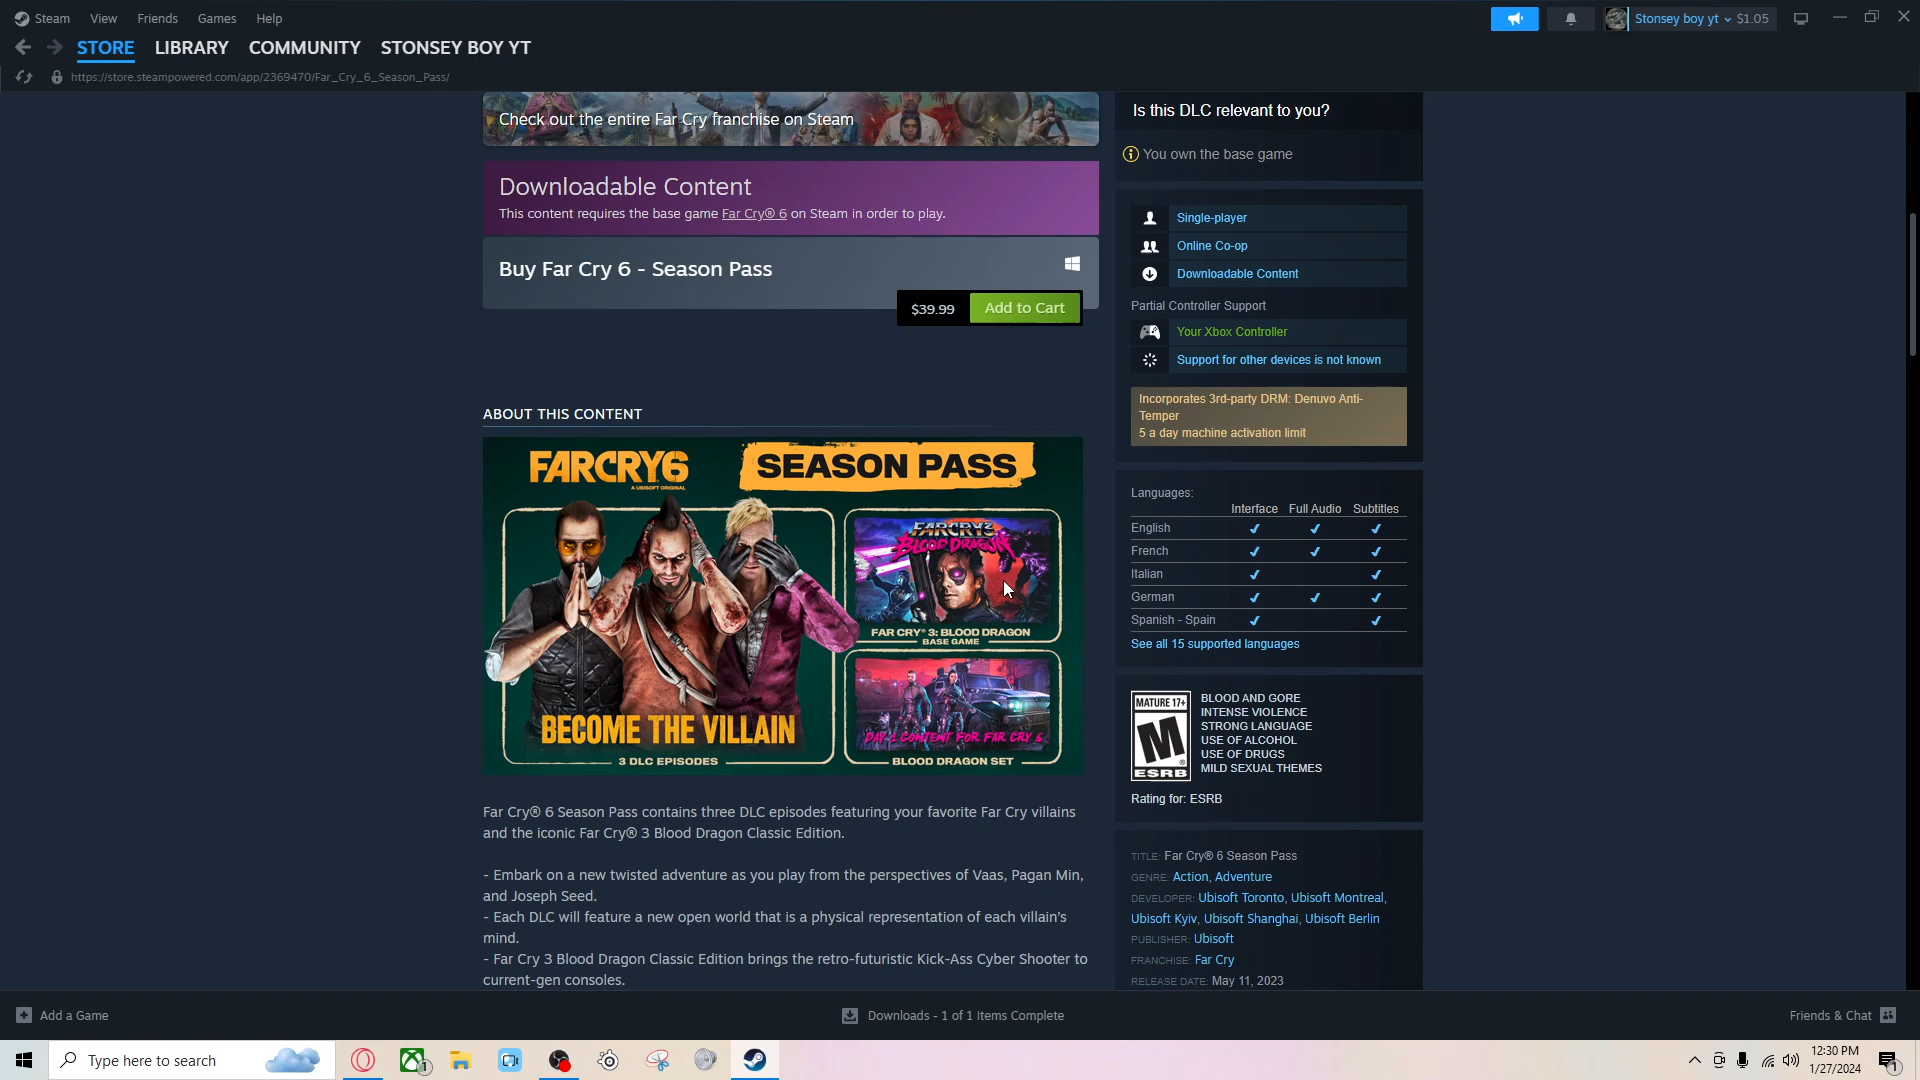 Steam View Friends Games Help
Stonsey boy yt $1.05
STORE LIBRARY COMMUNITY STONSEY BOY YT
https://store.steampowered.com/app/2369470/Far_Cry_6_Season_Pass/
Check out the entire Far Cry franchise on Steam
Downloadable Content
This content requires the base game Far Cry® 6 on Steam in order to play.
Buy Far Cry 6 - Season Pass
$39.99 Add to Cart
ABOUT THIS CONTENT
FARCRY6
A UBISOFT ORIGINAL
SEASON PASS
BECOME THE VILLAIN
3 DLC EPISODES
FARCRY3
BLOOD DRAGON
FAR CRY® 3: BLOOD DRAGON
BASE GAME
DAY 1 CONTENT FOR FAR CRY 6
BLOOD DRAGON SET
Far Cry® 6 Season Pass contains three DLC episodes featuring your favorite Far Cry villains
and the iconic Far Cry® 3 Blood Dragon Classic Edition.
- Embark on a new twisted adventure as you play from the perspectives of Vaas, Pagan Min,
and Joseph Seed.
- Each DLC will feature a new open world that is a physical representation of each villain's
mind.
- Far Cry 3 Blood Dragon Classic Edition brings the retro-futuristic Kick-Ass Cyber Shooter to
current-gen consoles.
Is this DLC relevant to you?
You own the base game
Single-player
Online Co-op
Downloadable Content
Partial Controller Support
Your Xbox Controller
Support for other devices is not known
Incorporates 3rd-party DRM: Denuvo Anti-
Temper
5 a day machine activation limit
Languages:
Interface Full Audio Subtitles
English ✔ ✔ ✔
French ✔ ✔ ✔
Italian ✔ ✔
German ✔ ✔ ✔
Spanish - Spain ✔ ✔
See all 15 supported languages
MATURE 17+
M
ESRB
BLOOD AND GORE
INTENSE VIOLENCE
STRONG LANGUAGE
USE OF ALCOHOL
USE OF DRUGS
MILD SEXUAL THEMES
Rating for: ESRB
TITLE: Far Cry® 6 Season Pass
GENRE: Action, Adventure
DEVELOPER: Ubisoft Toronto, Ubisoft Montreal,
Ubisoft Kyiv, Ubisoft Shanghai, Ubisoft Berlin
PUBLISHER: Ubisoft
FRANCHISE: Far Cry
RELEASE DATE: May 11, 2023
Add a Game
Downloads - 1 of 1 Items Complete
Friends & Chat
Type here to search
1
12:30 PM
1/27/2024
1